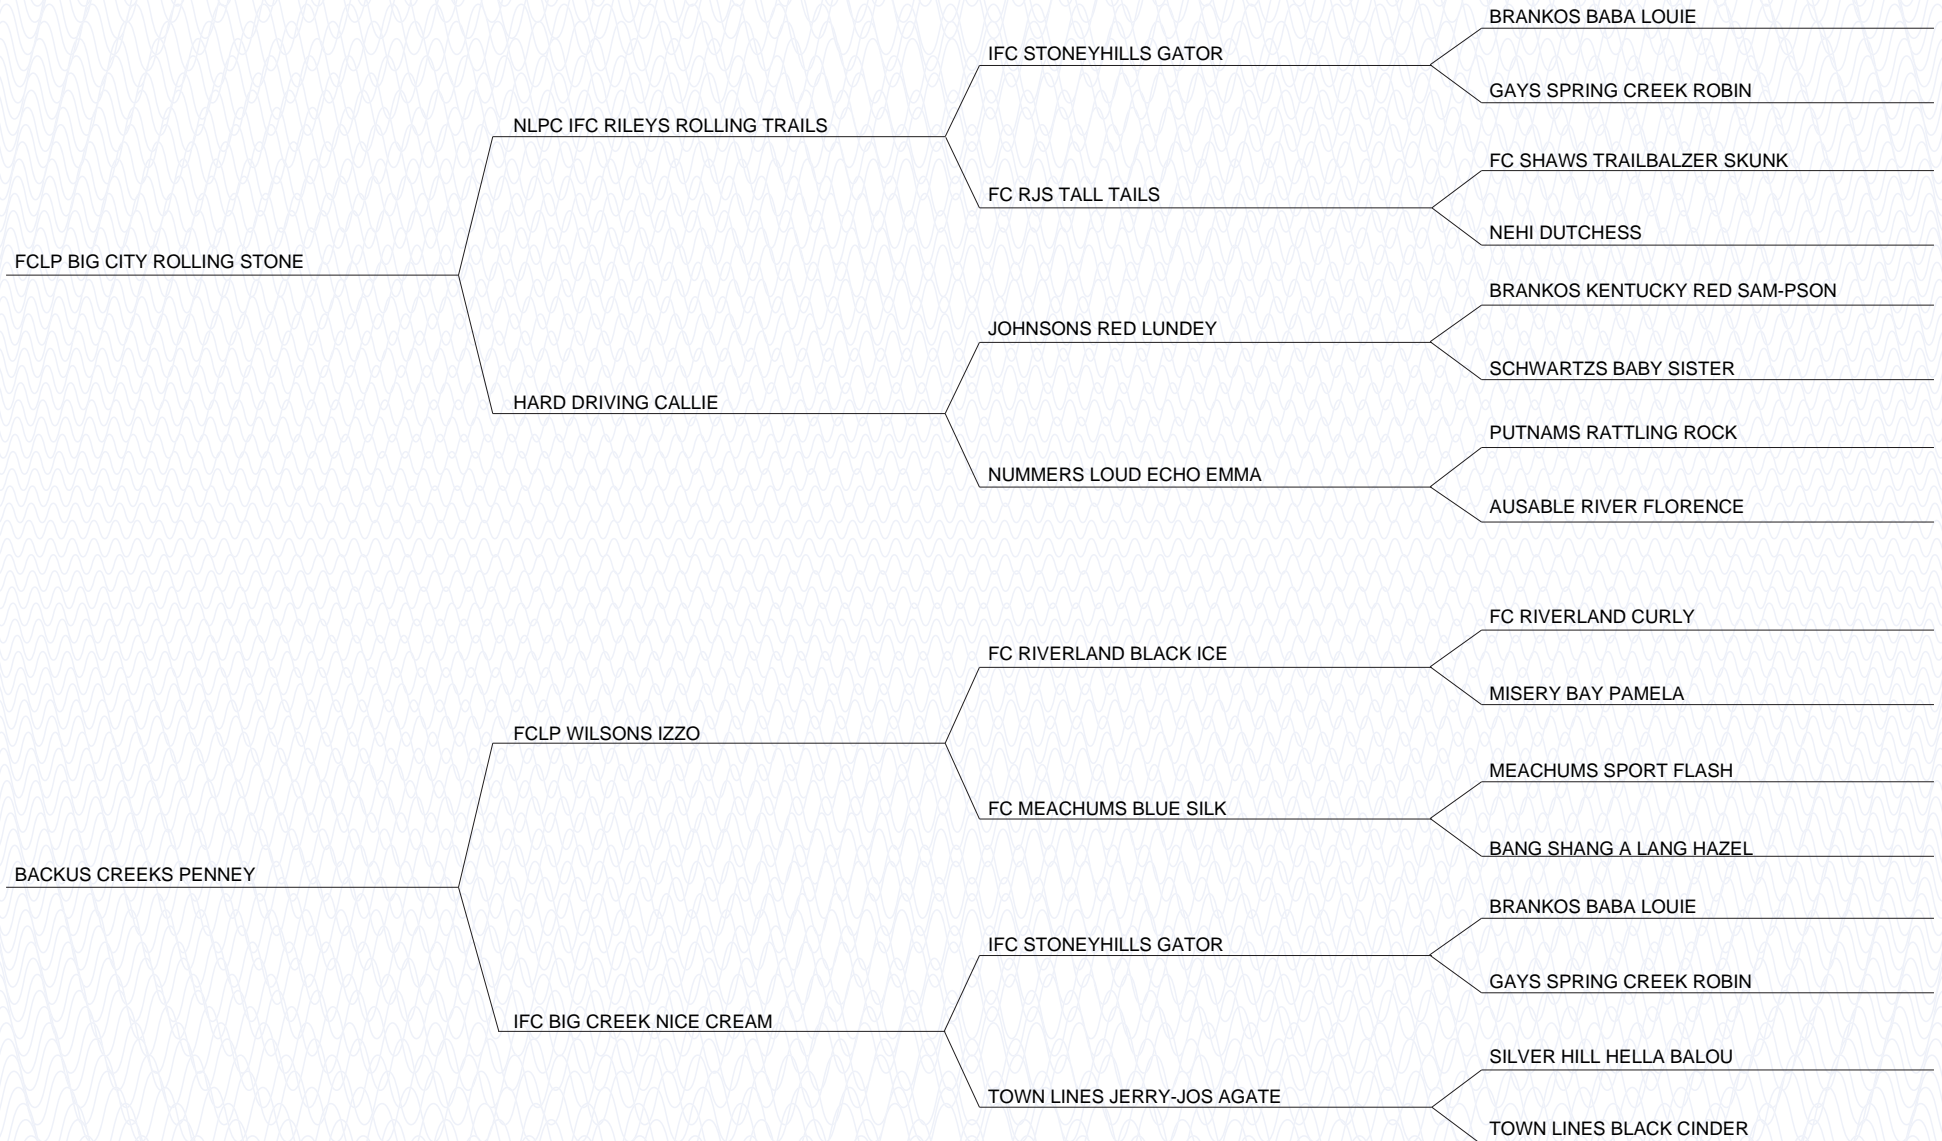 BRANKOS BABA LOUIE
IFC STONEYHILLS GATOR
GAYS SPRING CREEK ROBIN
NLPC IFC RILEYS ROLLING TRAILS
FC SHAWS TRAILBALZER SKUNK
FC RJS TALL TAILS
NEHI DUTCHESS
FCLP BIG CITY ROLLING STONE
BRANKOS KENTUCKY RED SAM-PSON
JOHNSONS RED LUNDEY
SCHWARTZS BABY SISTER
HARD DRIVING CALLIE
PUTNAMS RATTLING ROCK
NUMMERS LOUD ECHO EMMA
AUSABLE RIVER FLORENCE
FC RIVERLAND CURLY
FC RIVERLAND BLACK ICE
MISERY BAY PAMELA
FCLP WILSONS IZZO
MEACHUMS SPORT FLASH
FC MEACHUMS BLUE SILK
BANG SHANG A LANG HAZEL
BACKUS CREEKS PENNEY
BRANKOS BABA LOUIE
IFC STONEYHILLS GATOR
GAYS SPRING CREEK ROBIN
IFC BIG CREEK NICE CREAM
SILVER HILL HELLA BALOU
TOWN LINES JERRY-JOS AGATE
TOWN LINES BLACK CINDER